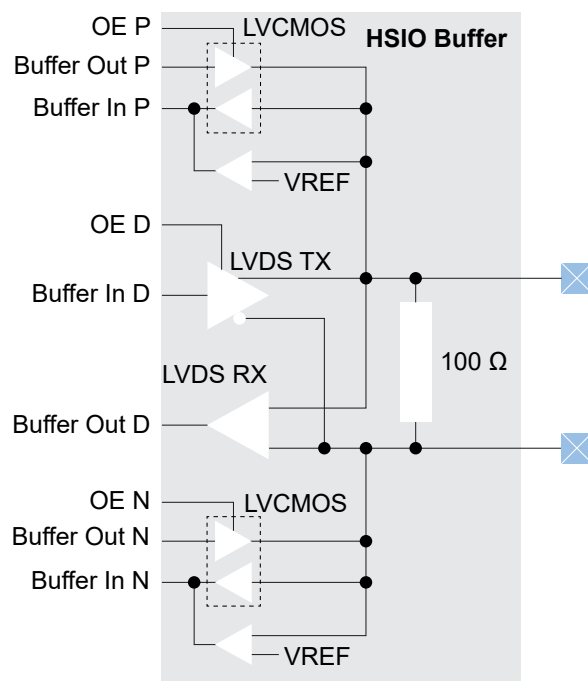 OE P
LVCMOS
HSIO Buffer
Buffer Out P
Buffer In P
VREF
OE D
LVDS TX
Buffer In D
LVDS RX
100 Ω
Buffer Out D
OE N
LVCMOS
Buffer Out N
Buffer In N
VREF